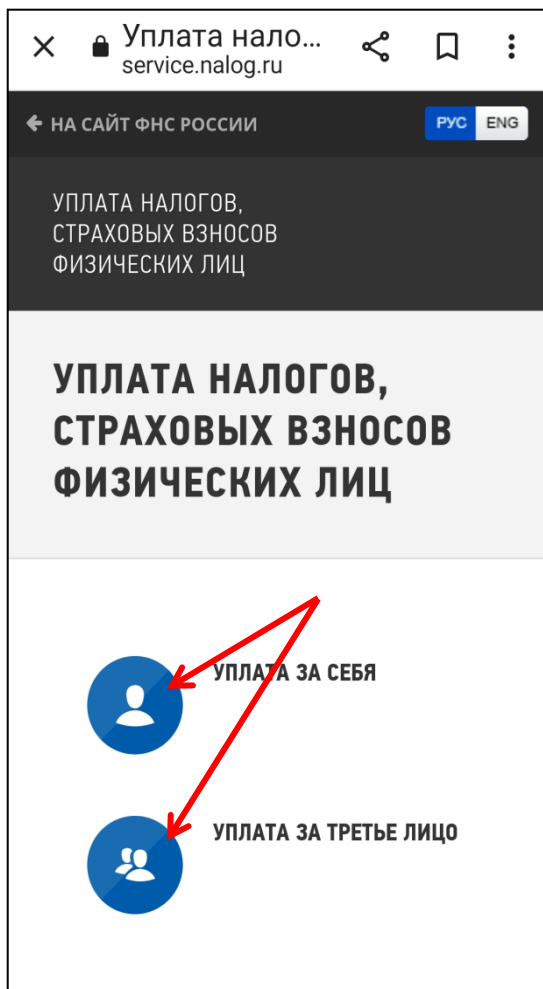 Уплата нало...
service.nalog.ru
НА САЙТ ФНС РОССИИ
РУС ENG
УПЛАТА НАЛОГОВ,
СТРАХОВЫХ ВЗНОСОВ
ФИЗИЧЕСКИХ ЛИЦ
УПЛАТА НАЛОГОВ,
СТРАХОВЫХ ВЗНОСОВ
ФИЗИЧЕСКИХ ЛИЦ
УПЛАТА ЗА СЕБЯ
УПЛАТА ЗА ТРЕТЬЕ ЛИЦО